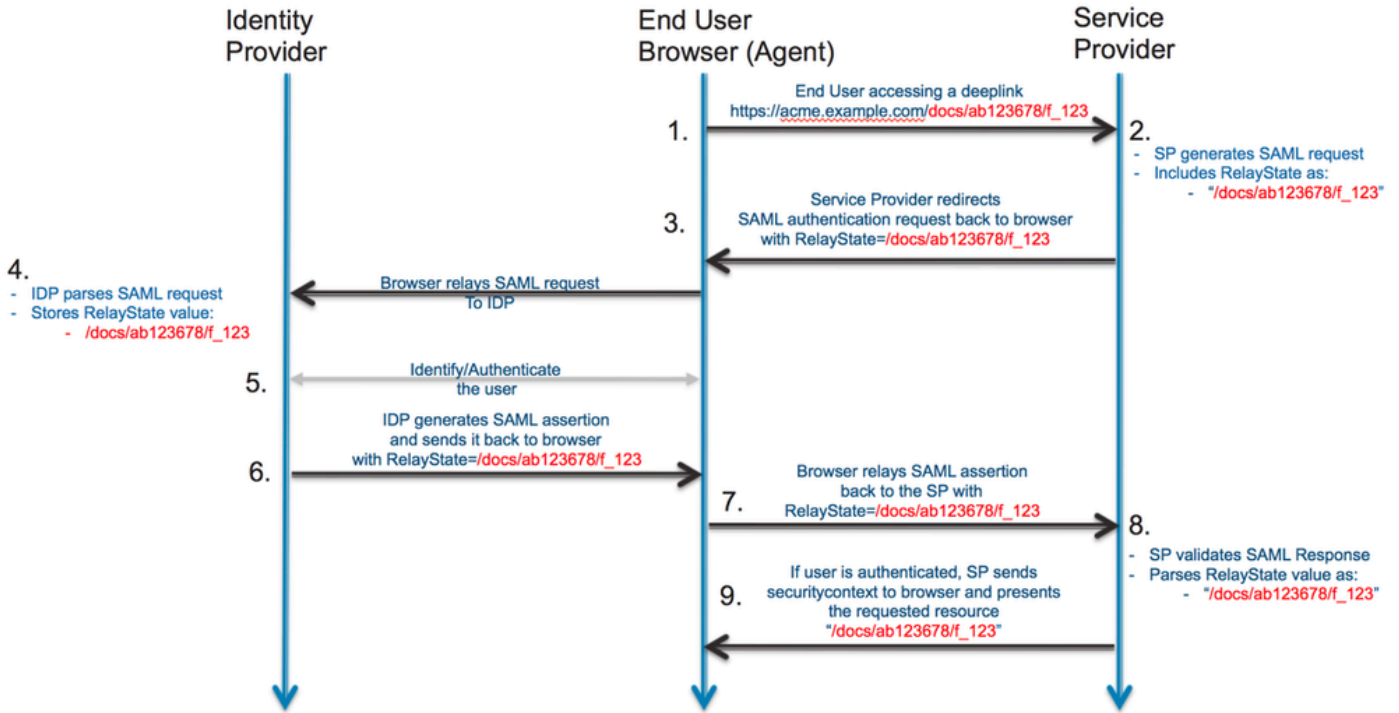 Identity
Provider
End User
Browser (Agent)
Service
Provider
End User accessing a deeplink
https://acme.example.com/docs/ab123678/f_123
1.
2.
- SP generates SAML request
- Includes RelayState as:
- “/docs/ab123678/f_123”
Service Provider redirects
SAML authentication request back to browser
with RelayState=/docs/ab123678/f_123
3.
4.
- IDP parses SAML request
- Stores RelayState value:
- /docs/ab123678/f_123
Browser relays SAML request
To IDP
5.
Identify/Authenticate
the user
IDP generates SAML assertion
and sends it back to browser
with RelayState=/docs/ab123678/f_123
6.
Browser relays SAML assertion
back to the SP with
RelayState=/docs/ab123678/f_123
7.
8.
- SP validates SAML Response
- Parses RelayState value as:
- “/docs/ab123678/f_123”
If user is authenticated, SP sends
securitycontext to browser and presents
the requested resource
“/docs/ab123678/f_123”
9.